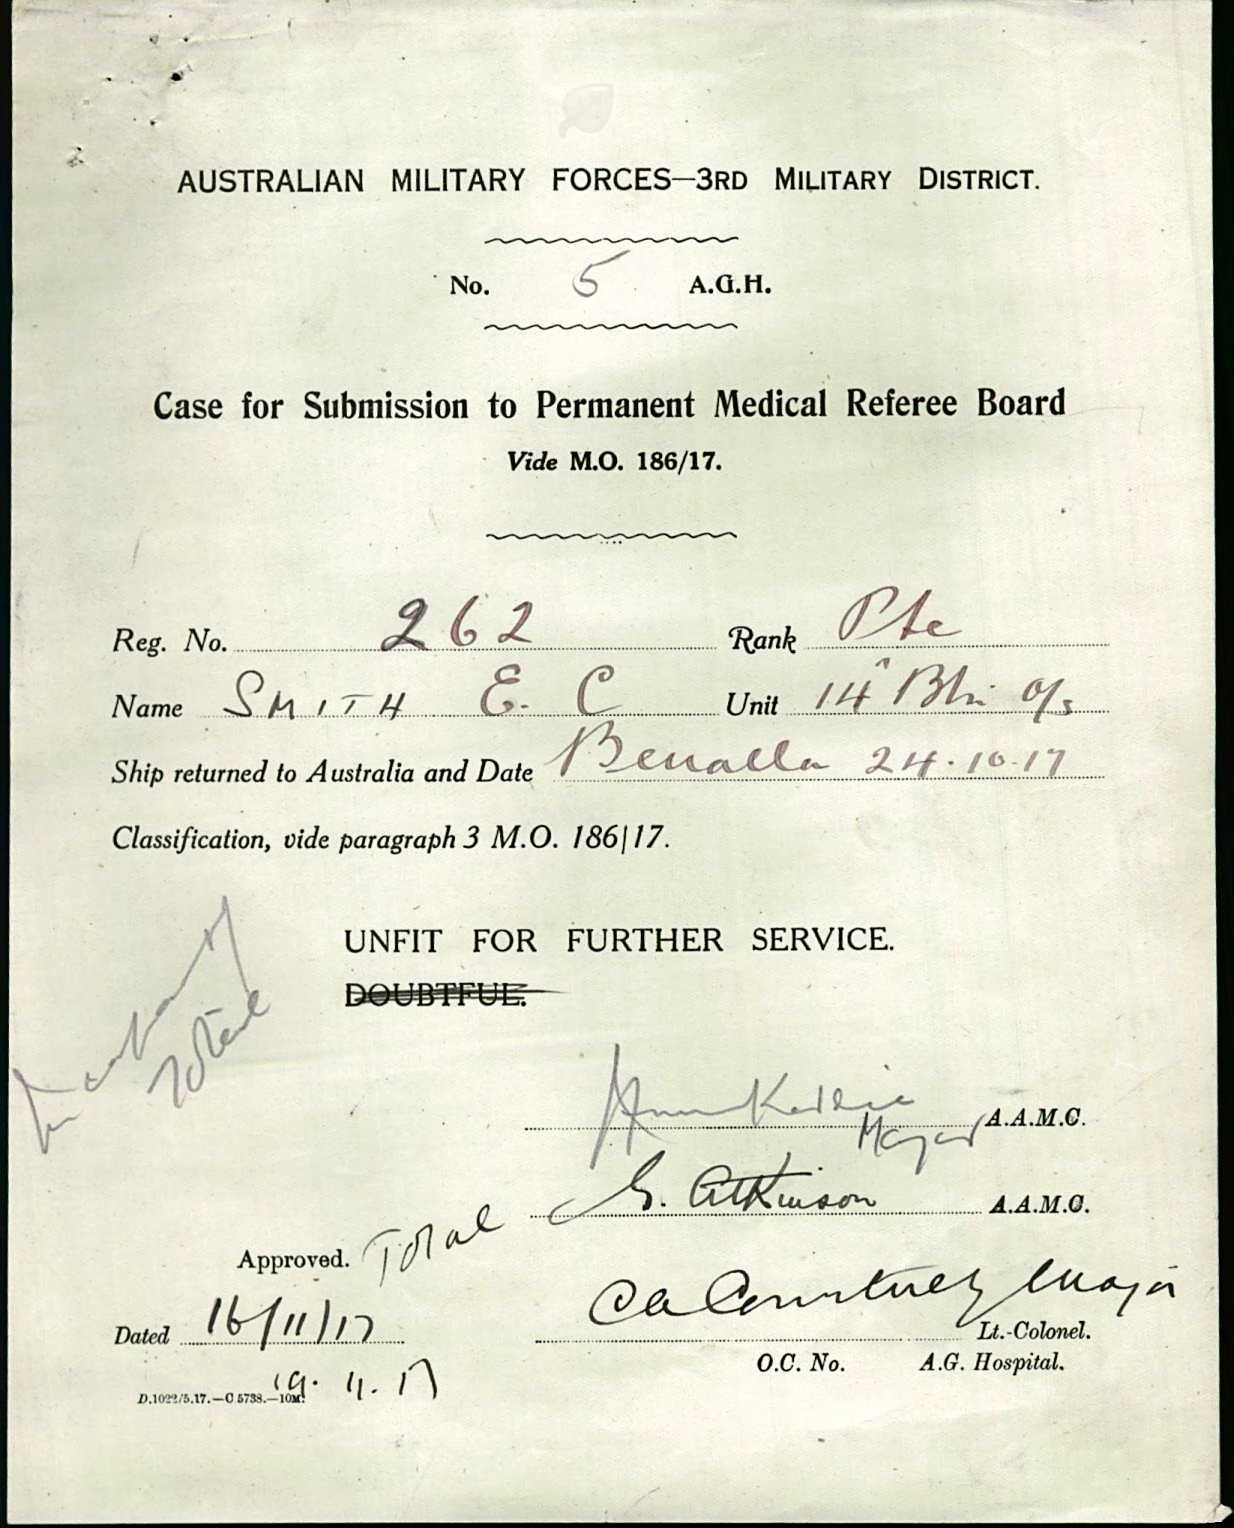 AUSTRALIAN MILITARY FORCES—3RD MILITARY DISTRICT.
No. 5 A.G.H.
Case for Submission to Permanent Medical Referee Board
Vide M.O. 186/17.
Reg. No. 262 Rank Pte
Name SMITH E. C Unit 14 Btn O/s
Ship returned to Australia and Date Benalla 24.10.17
Classification, vide paragraph 3 M.O. 186/17.
UNFIT FOR FURTHER SERVICE.
DOUBTFUL.
Total
Major A.A.M.C.
G. Atkinson A.A.M.C.
Approved. Total
C A Courtney Major
Dated 16/11/17
Lt.-Colonel.
O.C. No. A.G. Hospital.
19.11.17
D.1022/5.17.—C 5738.—10M.